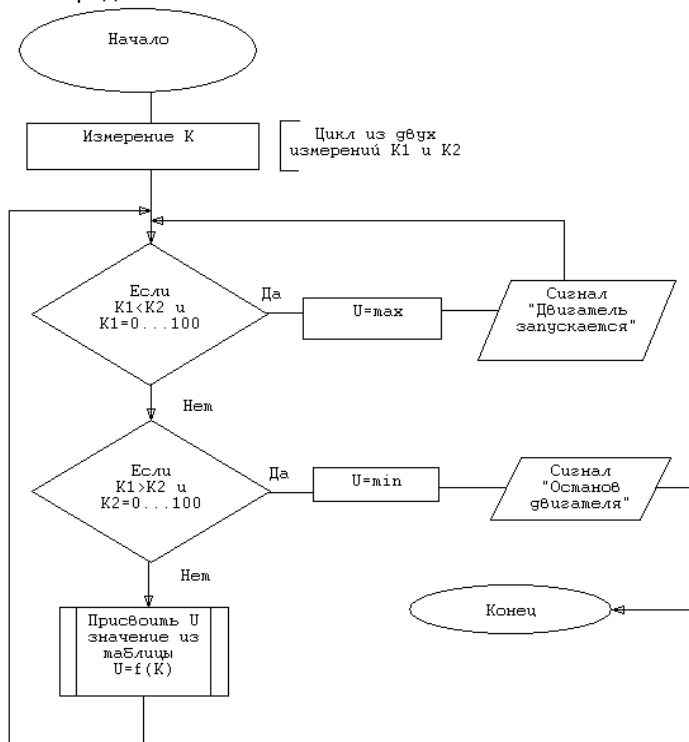 Начало
Измерение К
Цикл из двух
измерений К1 и К2
Если
К1<К2 и
К1=0...100
Да
U=max
Сигнал
"Двигатель
запускается"
Нет
Если
К1>К2 и
К2=0...100
Да
U=min
Сигнал
"Останов
двигателя"
Нет
Присвоить U
значение из
таблицы
U=f(K)
Конец